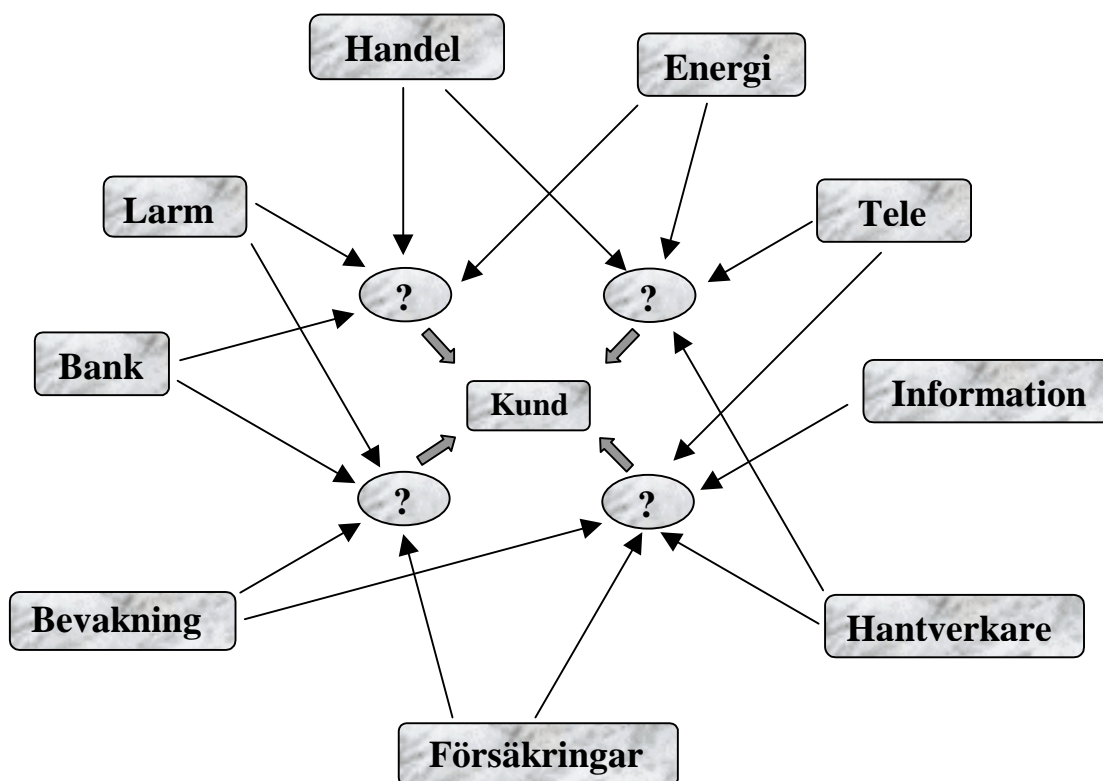 Handel
Energi
Larm
Tele
?
?
Bank
Information
Kund
?
?
Bevakning
Hantverkare
Försäkringar